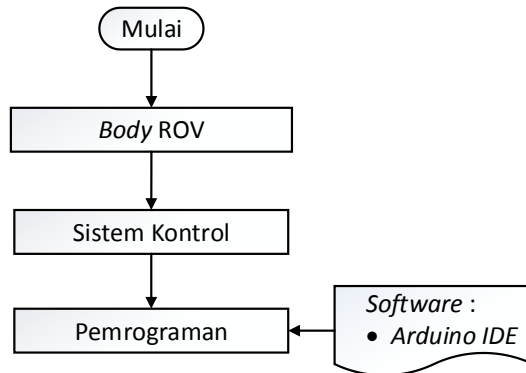 Mulai
Body ROV
Sistem Kontrol
Pemrograman
Software :
• Arduino IDE